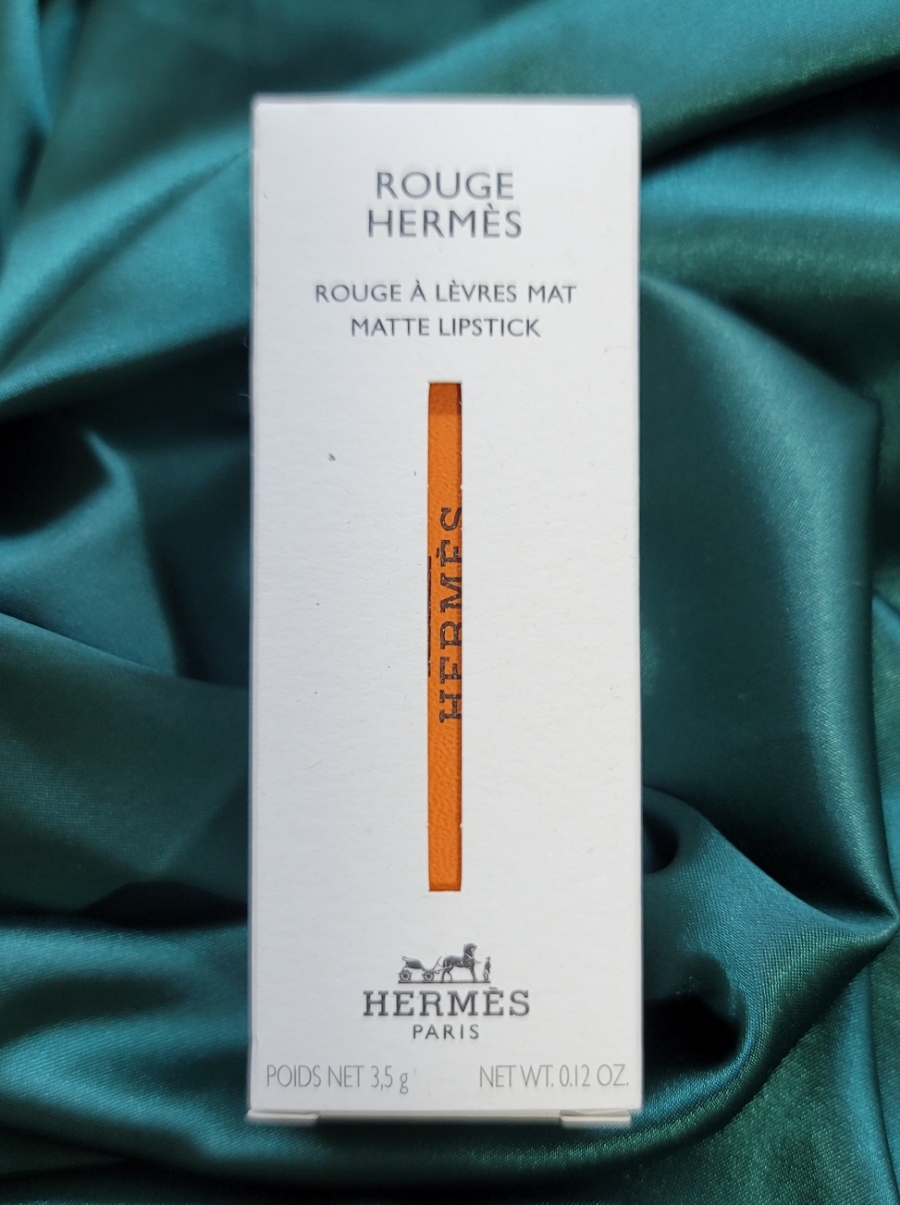 ROUGE
HERMÈS
ROUGE À LÈVRES MAT
MATTE LIPSTICK
HERMÈS
HERMÈS
PARIS
POIDS NET 3,5 g
NET WT. 0.12 OZ.